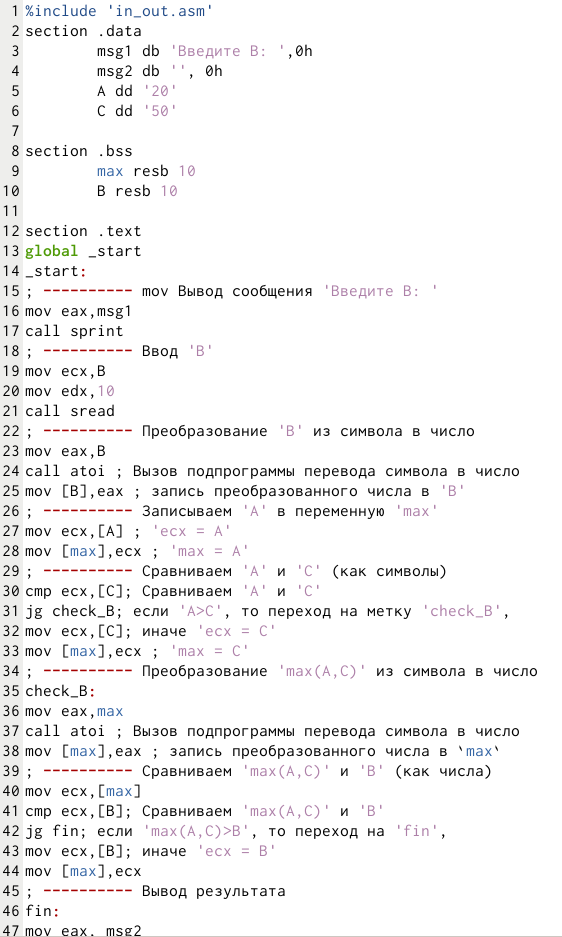 1 %include 'in_out.asm'
2 section .data
3 msg1 db 'Введите B: ',0h
4 msg2 db '', 0h
5 A dd '20'
6 C dd '50'
7
8 section .bss
9 max resb 10
10 B resb 10
11
12 section .text
13 global _start
14 _start:
15 ; ---------- mov Вывод сообщения 'Введите B: '
16 mov eax,msg1
17 call sprint
18 ; ---------- Ввод 'B'
19 mov ecx,B
20 mov edx,10
21 call sread
22 ; ---------- Преобразование 'B' из символа в число
23 mov eax,B
24 call atoi ; Вызов подпрограммы перевода символа в число
25 mov [B],eax ; запись преобразованного числа в 'B'
26 ; ---------- Записываем 'A' в переменную 'max'
27 mov ecx,[A] ; 'ecx = A'
28 mov [max],ecx ; 'max = A'
29 ; ---------- Сравниваем 'A' и 'C' (как символы)
30 cmp ecx,[C]; Сравниваем 'A' и 'C'
31 jg check_B; если 'A>C', то переход на метку 'check_B',
32 mov ecx,[C]; иначе 'ecx = C'
33 mov [max],ecx ; 'max = C'
34 ; ---------- Преобразование 'max(A,C)' из символа в число
35 check_B:
36 mov eax,max
37 call atoi ; Вызов подпрограммы перевода символа в число
38 mov [max],eax ; запись преобразованного числа в `max`
39 ; ---------- Сравниваем 'max(A,C)' и 'B' (как числа)
40 mov ecx,[max]
41 cmp ecx,[B]; Сравниваем 'max(A,C)' и 'B'
42 jg fin; если 'max(A,C)>B', то переход на 'fin',
43 mov ecx,[B]; иначе 'ecx = B'
44 mov [max],ecx
45 ; ---------- Вывод результата
46 fin:
47 mov eax, msg2